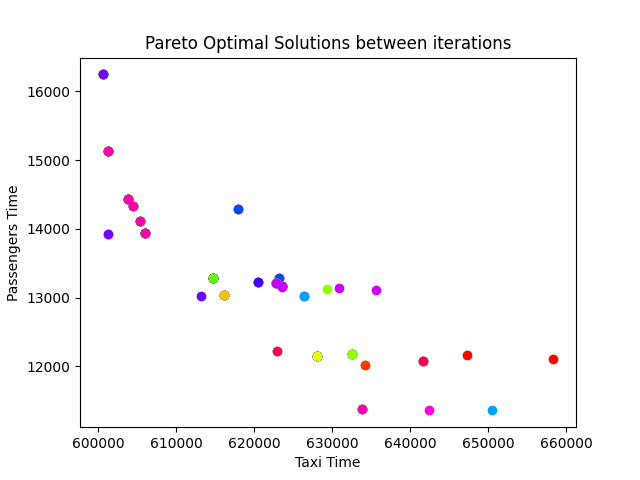 Pareto Optimal Solutions between iterations
16000
15000
14000
13000
12000
Passengers Time
600000 610000 620000 630000 640000 650000 660000
Taxi Time